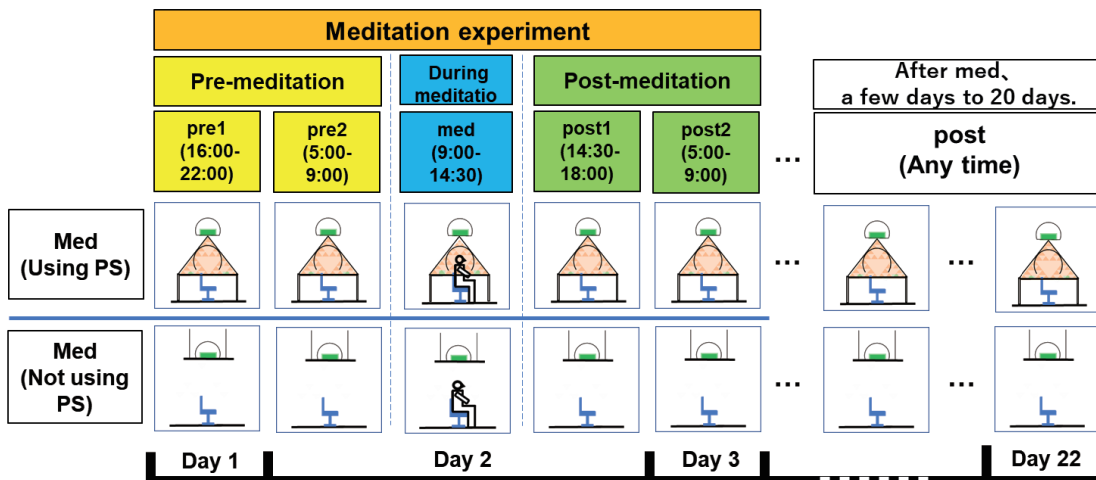 Meditation experiment
Pre-meditation
During
meditatio
Post-meditation
After med、
a few days to 20 days.
pre1
(16:00-
22:00)
pre2
(5:00-
9:00)
med
(9:00-
14:30)
post1
(14:30-
18:00)
post2
(5:00-
9:00)
...
post
(Any time)
Med
(Using PS)
...
...
Med
(Not using
PS)
...
...
Day 1
Day 2
Day 3
Day 22